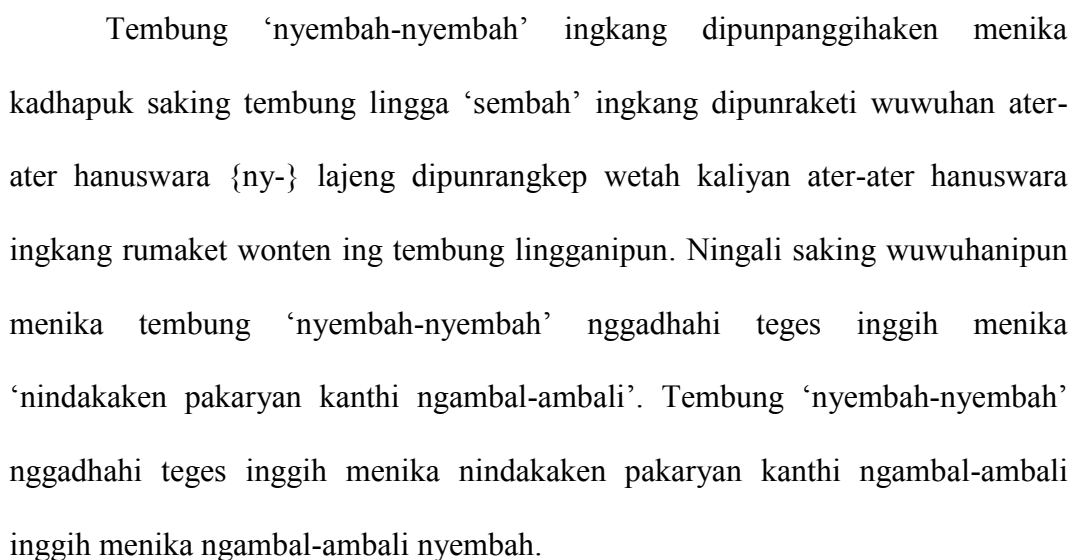 Tembung ‘nyembah-nyembah’ ingkang dipunpanggihaken menika
kadhapuk saking tembung lingga ‘sembah’ ingkang dipunraketi wuwuhan ater-
ater hanuswara {ny-} lajeng dipunrangkep wetah kaliyan ater-ater hanuswara
ingkang rumaket wonten ing tembung lingganipun. Ningali saking wuwuhanipun
menika tembung ‘nyembah-nyembah’ nggadhahi teges inggih menika
‘nindakaken pakaryan kanthi ngambal-ambali’. Tembung ‘nyembah-nyembah’
nggadhahi teges inggih menika nindakaken pakaryan kanthi ngambal-ambali
inggih menika ngambal-ambali nyembah.